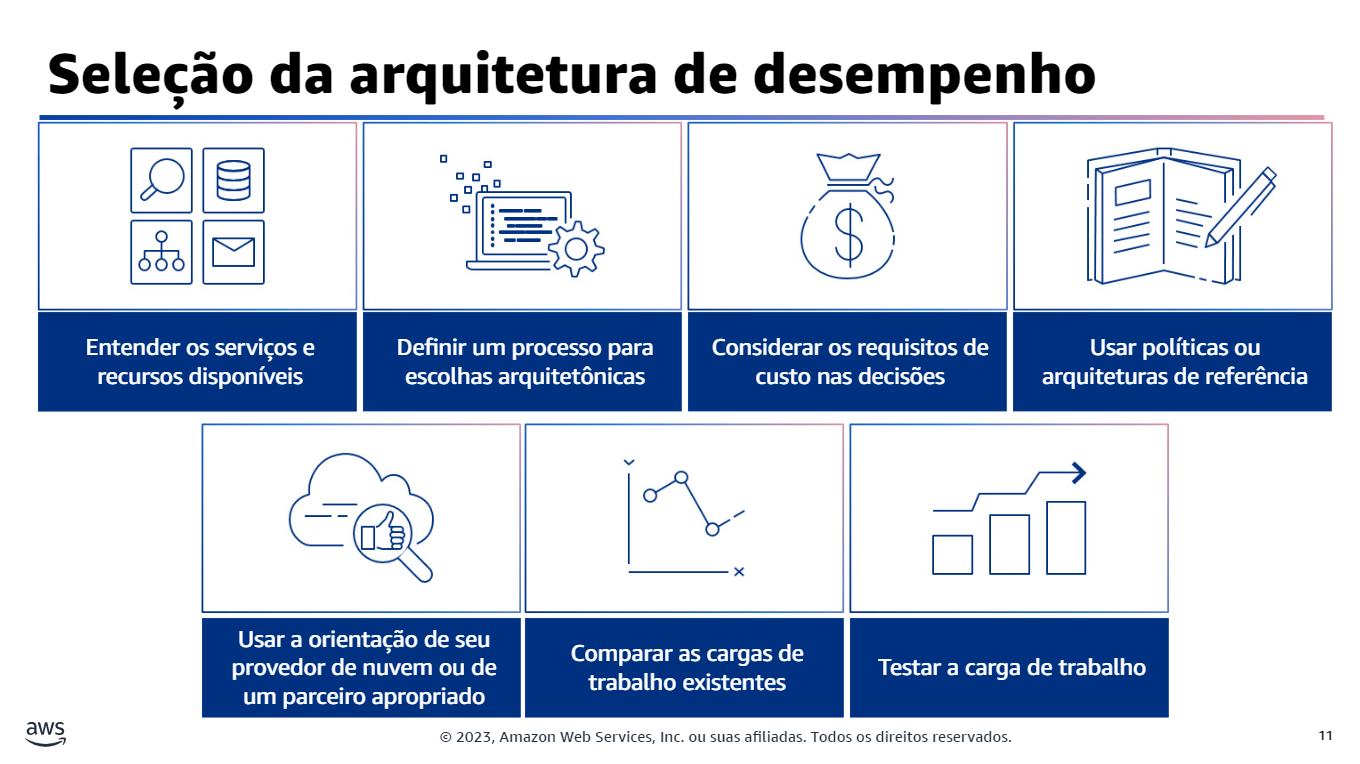 Seleção da arquitetura de desempenho
Entender os serviços e
recursos disponíveis
Definir um processo para
escolhas arquitetônicas
Considerar os requisitos de
custo nas decisões
Usar políticas ou
arquiteturas de referência
Usar a orientação de seu
provedor de nuvem ou de
um parceiro apropriado
Comparar as cargas de
trabalho existentes
Testar a carga de trabalho
aws
© 2023, Amazon Web Services, Inc. ou suas afiliadas. Todos os direitos reservados.
11